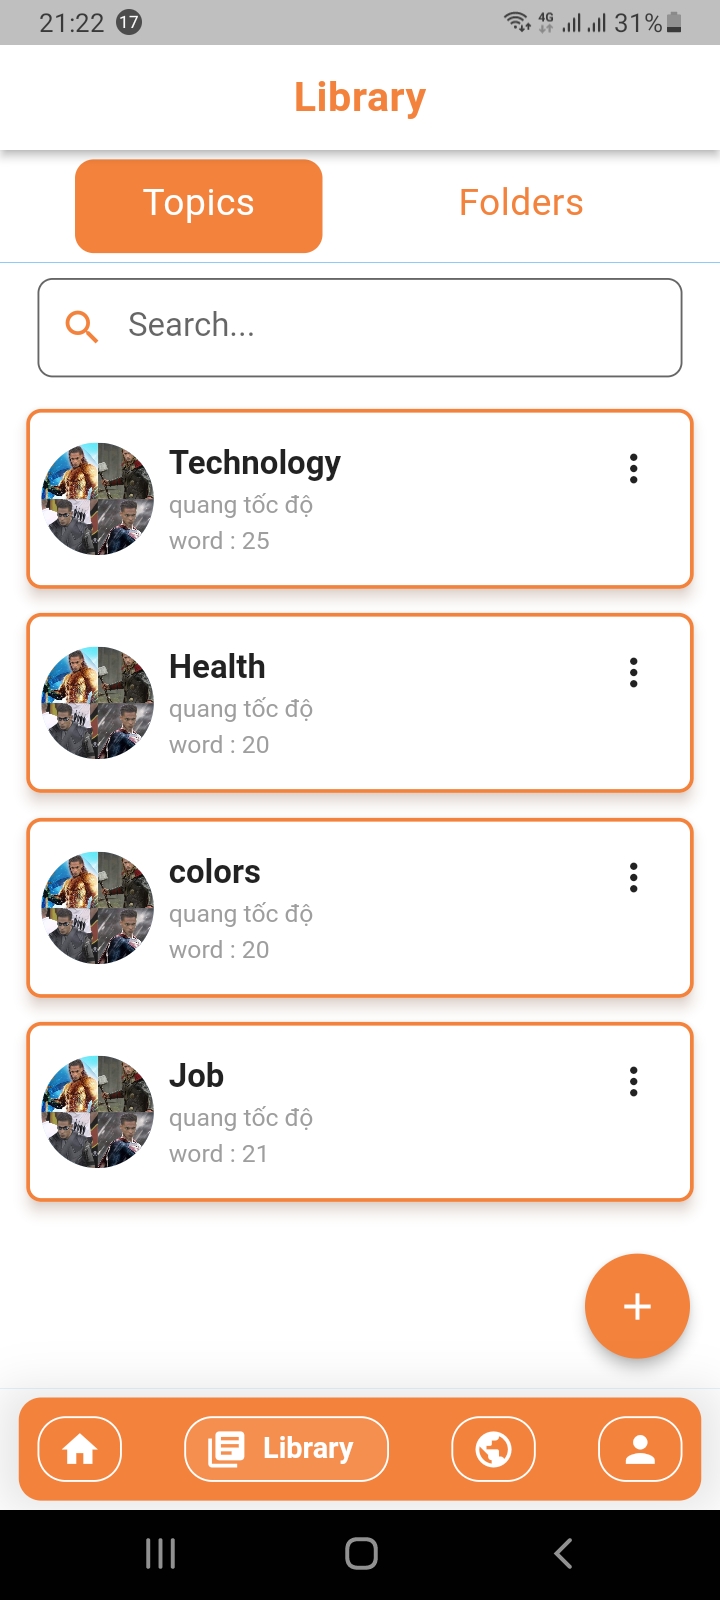 21:22 17 4G 31%
Library
Topics Folders
Search...
Technology
quang tốc độ
word : 25
Health
quang tốc độ
word : 20
colors
quang tốc độ
word : 20
Job
quang tốc độ
word : 21
Library